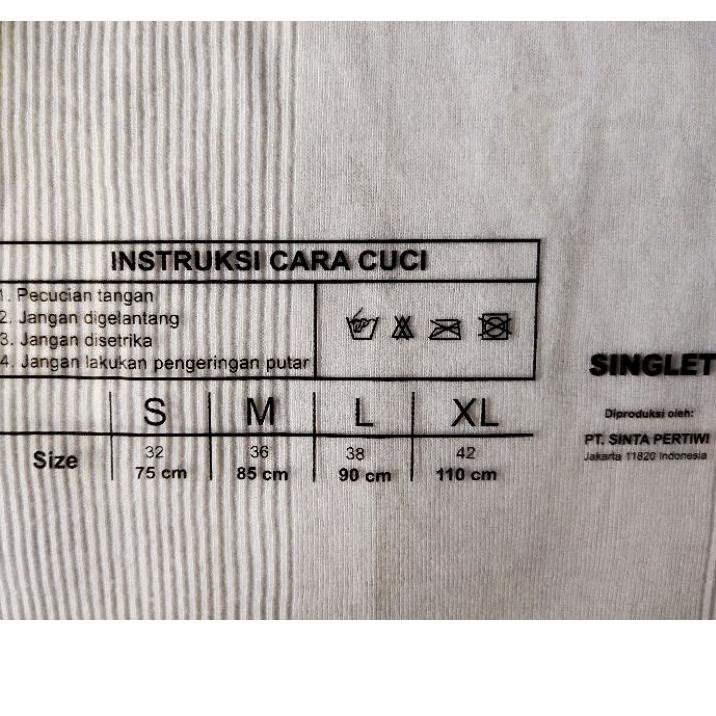 INSTRUKSI CARA CUCI
1. Pecucian tangan
2. Jangan digelantang
3. Jangan disetrika
4. Jangan lakukan pengeringan putar
S M L XL
Size 32 36 38 42
75 cm 85 cm 90 cm 110 cm
SINGLET
Diproduksi oleh:
PT. SINTA PERTIWI
Jakarta 11820 Indonesia